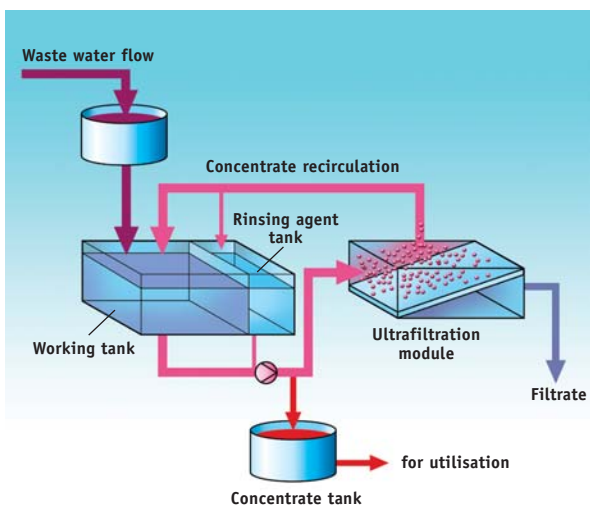 Waste water flow
Concentrate recirculation
Rinsing agent
tank
Working tank
Ultrafiltration
module
Filtrate
for utilisation
Concentrate tank